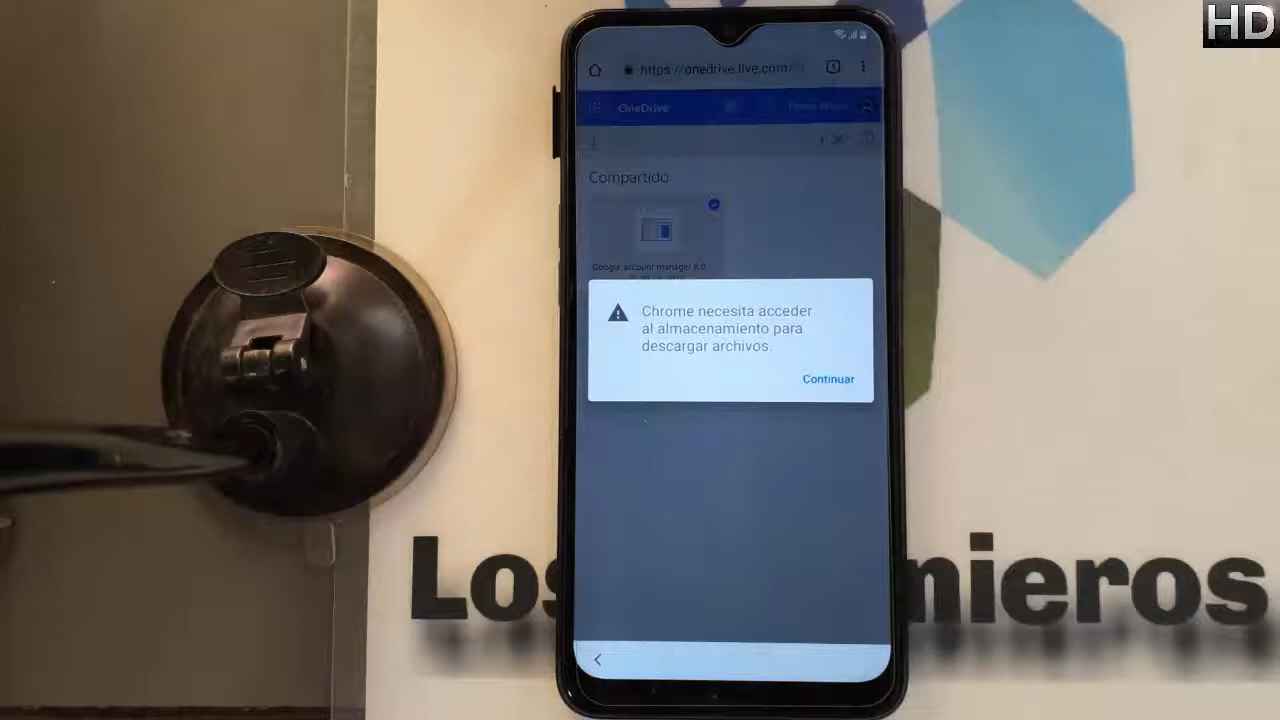 HD
https://onedrive.live.com/
1
OneDrive
Compartido
Google account manager 8.0
Chrome necesita acceder
al almacenamiento para
descargar archivos.
Continuar
Los
nieros